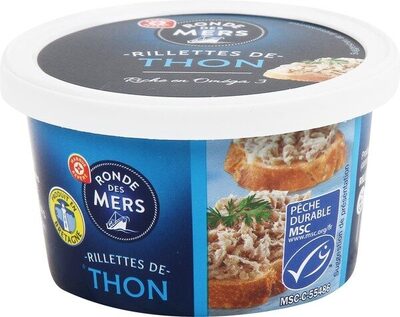 RONDE
DES
MERS
-RILLETTES DE-
THON
Riche en Oméga 3
RONDE
DES
MERS
-RILLETTES DE-
THON
PÊCHE
DURABLE
MSC
www.msc.org/fr
MSC-C-55486
Suggestion de présentation